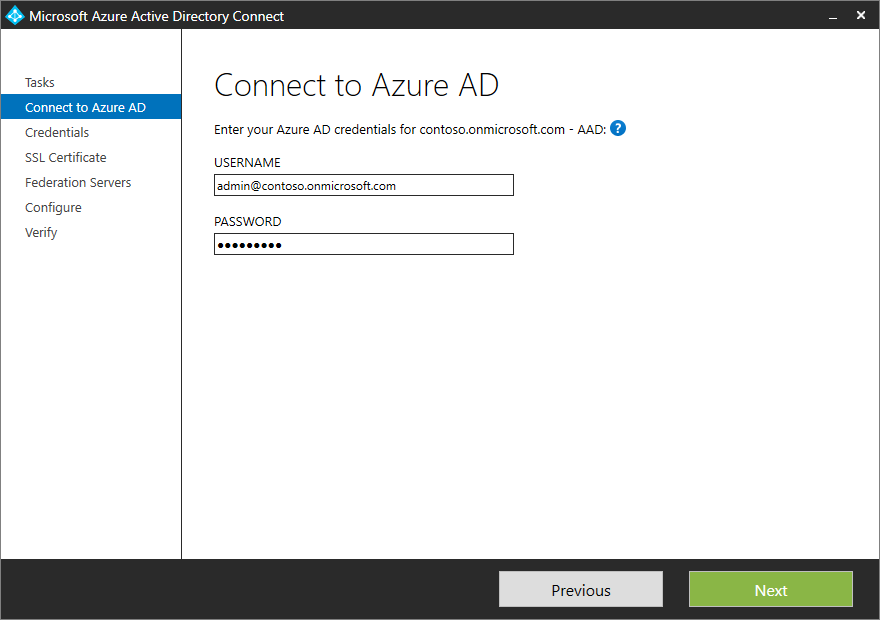 Microsoft Azure Active Directory Connect
Tasks
Connect to Azure AD
Credentials
SSL Certificate
Federation Servers
Configure
Verify
Connect to Azure AD
Enter your Azure AD credentials for contoso.onmicrosoft.com - AAD: ?
USERNAME
admin@contoso.onmicrosoft.com
PASSWORD
●●●●●●●●●
Previous
Next